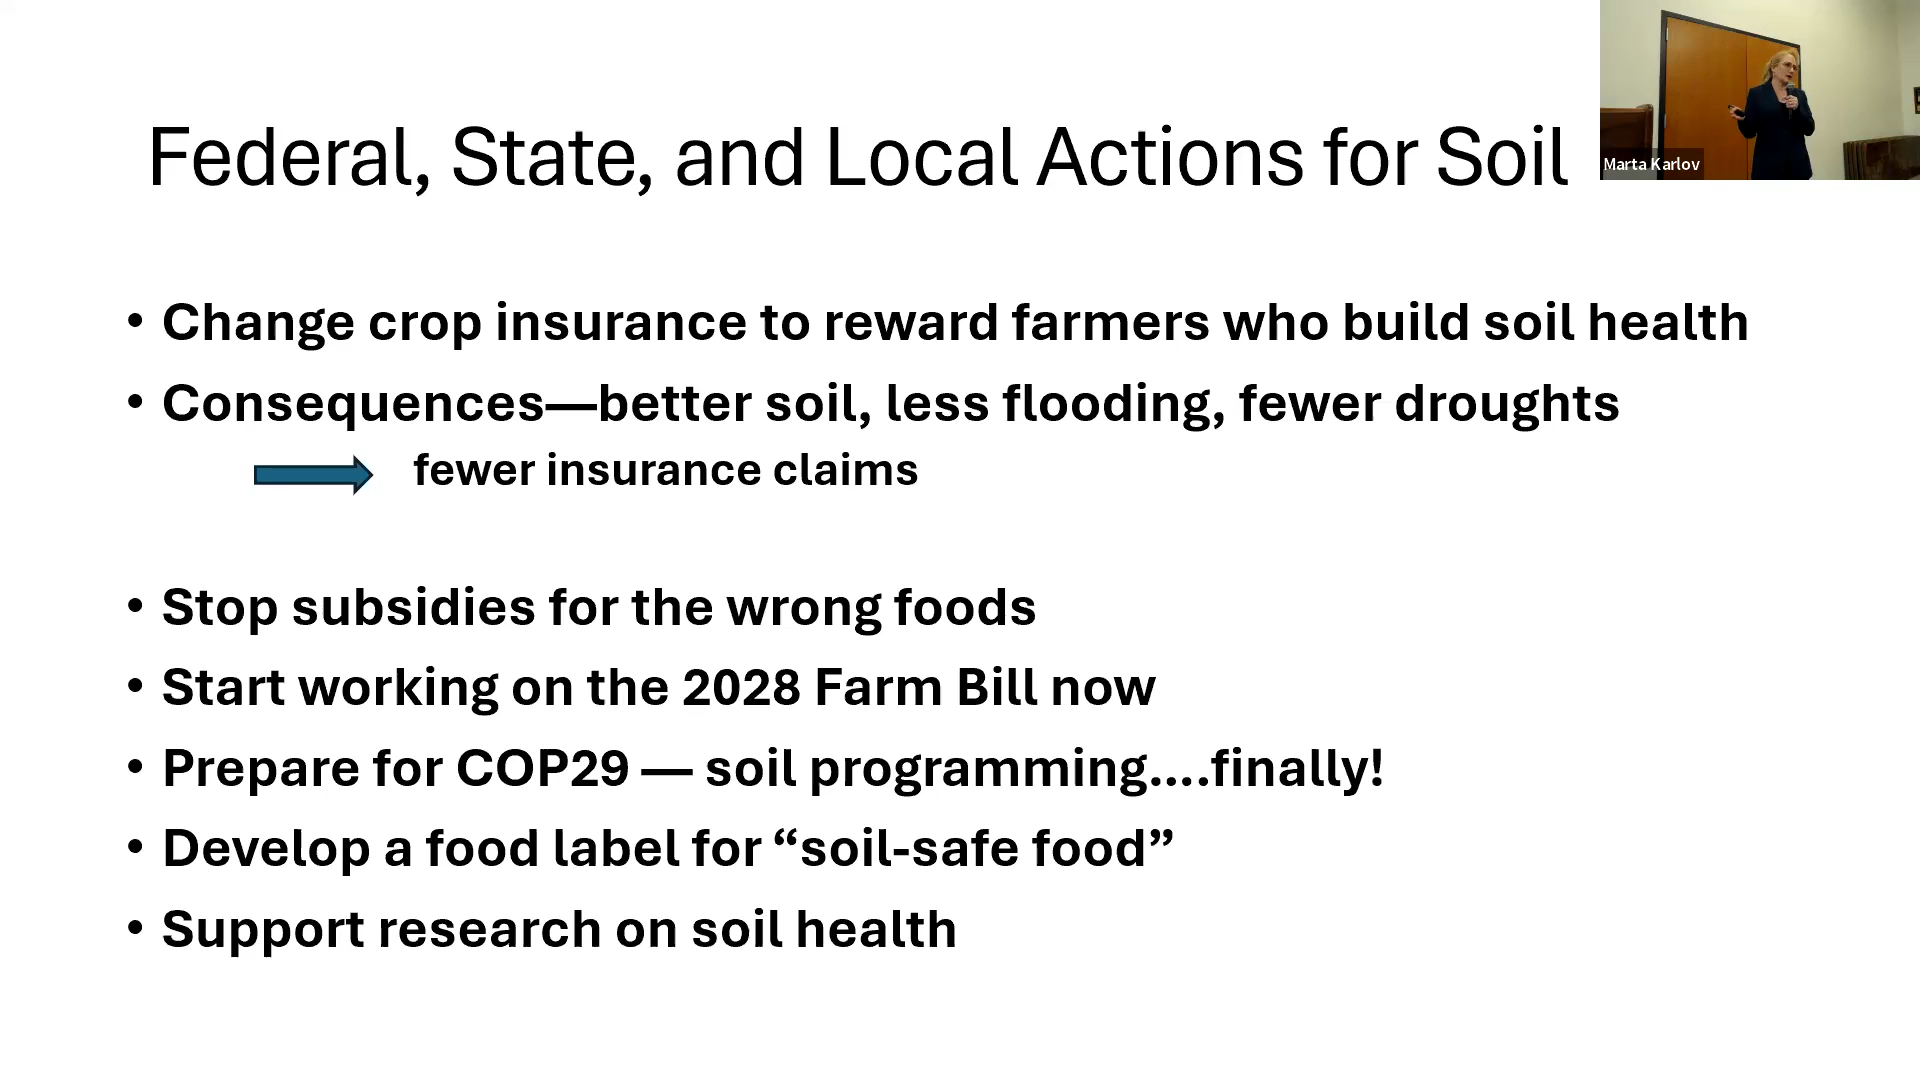 Federal, State, and Local Actions for Soil
Marta Karlov
• Change crop insurance to reward farmers who build soil health
• Consequences—better soil, less flooding, fewer droughts
fewer insurance claims
• Stop subsidies for the wrong foods
• Start working on the 2028 Farm Bill now
• Prepare for COP29 — soil programming....finally!
• Develop a food label for “soil-safe food”
• Support research on soil health